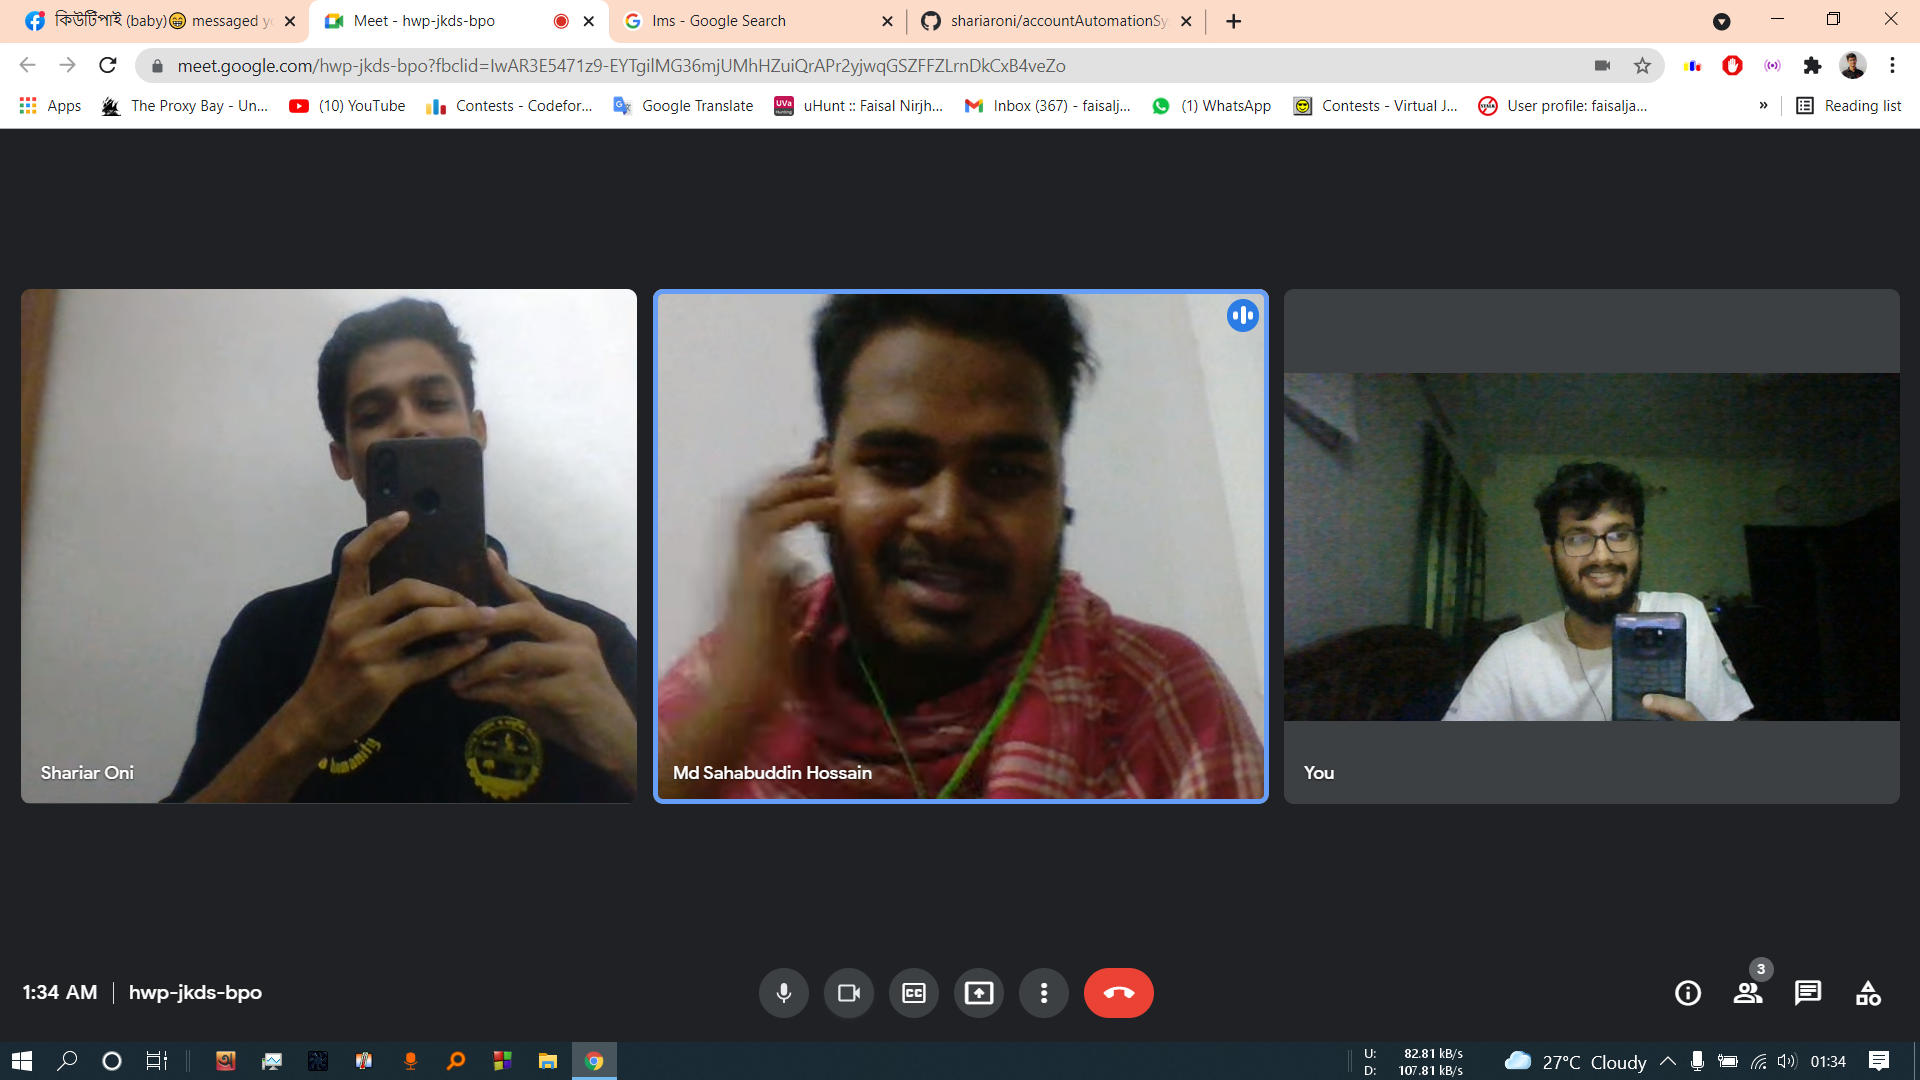 কিউটিপাই (baby)😁 messaged y
Meet - hwp-jkds-bpo
lms - Google Search
shariaroni/accountAutomationSy
meet.google.com/hwp-jkds-bpo?fbclid=IwAR3E5471z9-EYTgilMG36mjUMhHZuiQrAPr2yjwqGSZFFZLrnDkCxB4veZo
Apps
The Proxy Bay - Un...
(10) YouTube
Contests - Codefor...
Google Translate
uHunt :: Faisal Nirjh...
Inbox (367) - faisalj...
(1) WhatsApp
Contests - Virtual J...
User profile: faisalja...
»
Reading list
Shariar Oni
Md Sahabuddin Hossain
You
1:34 AM | hwp-jkds-bpo
CC
3
U: 82.81 kB/s
D: 107.81 kB/s
27°C Cloudy
01:34